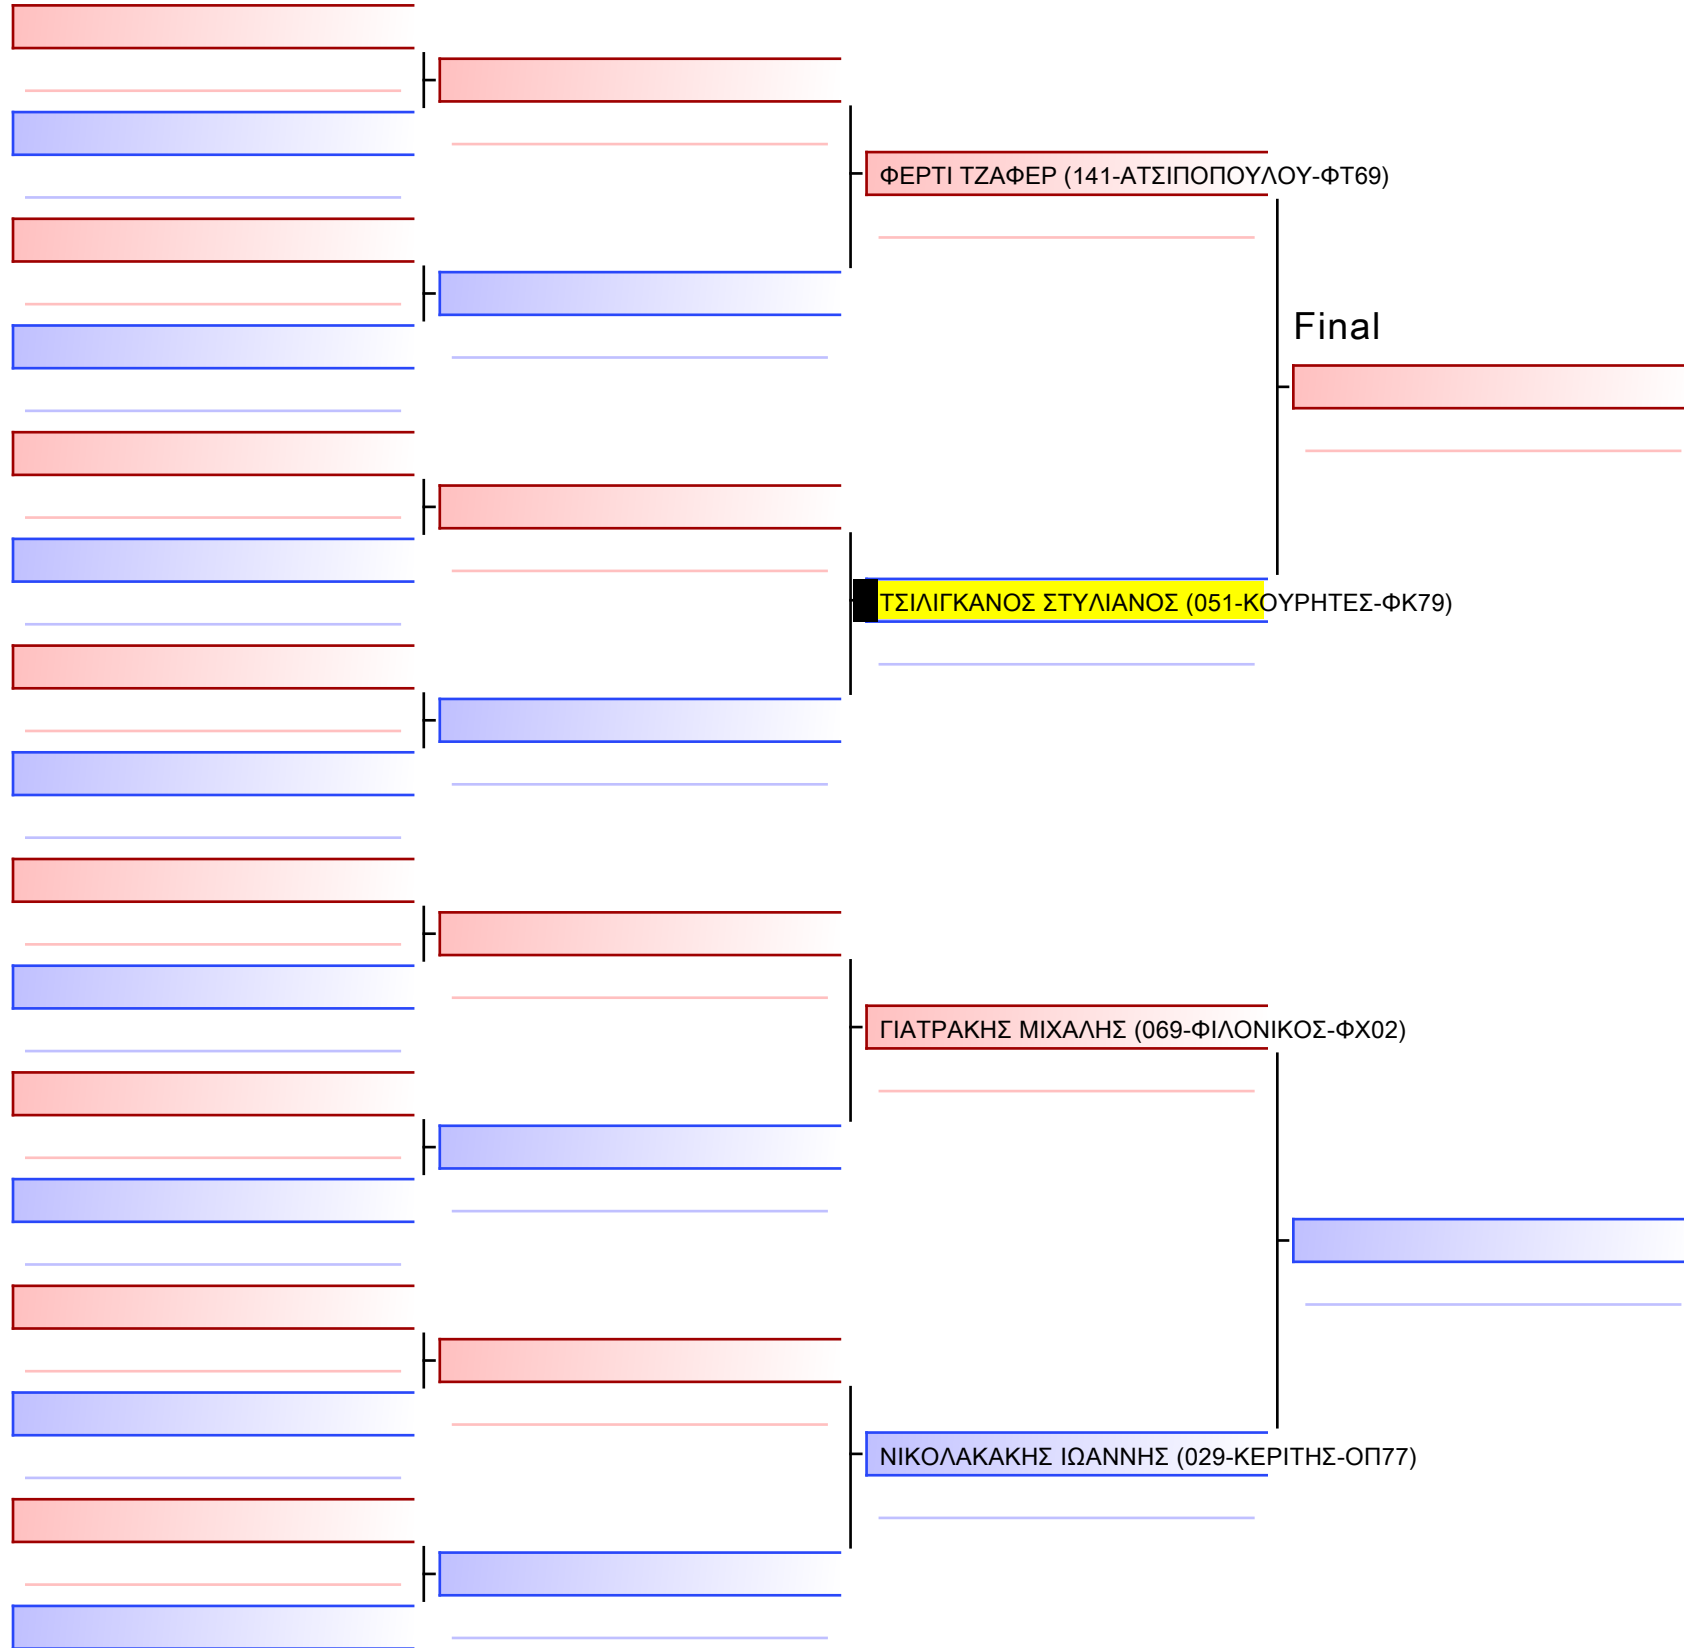 ΦΕΡΤΙ ΤΖΑΦΕΡ (141-ΑΤΣΙΠΟΠΟΥΛΟΥ-ΦΤ69)
Final
ΤΣΙΛΙΓΚΑΝΟΣ ΣΤΥΛΙΑΝΟΣ (051-ΚΟΥΡΗΤΕΣ-ΦΚ79)
ΓΙΑΤΡΑΚΗΣ ΜΙΧΑΛΗΣ (069-ΦΙΛΟΝΙΚΟΣ-ΦΧ02)
ΝΙΚΟΛΑΚΑΚΗΣ ΙΩΑΝΝΗΣ (029-ΚΕΡΙΤΗΣ-ΟΠ77)